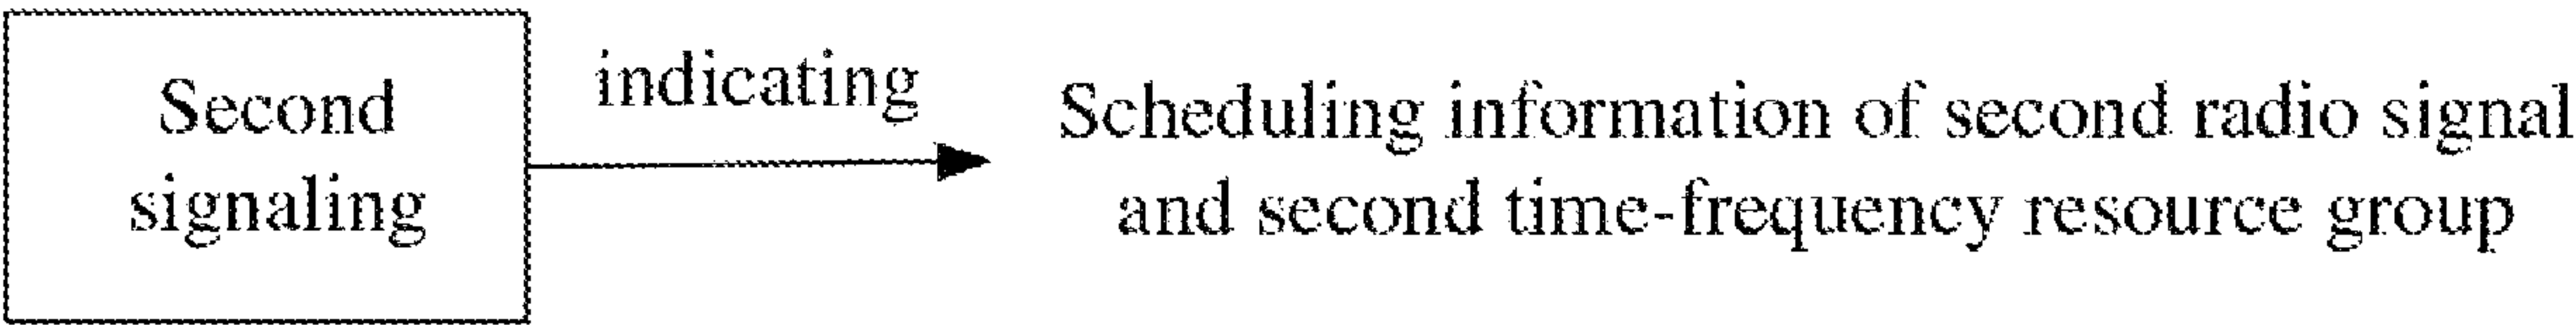 Second
signaling
indicating
Scheduling information of second radio signal
and second time-frequency resource group